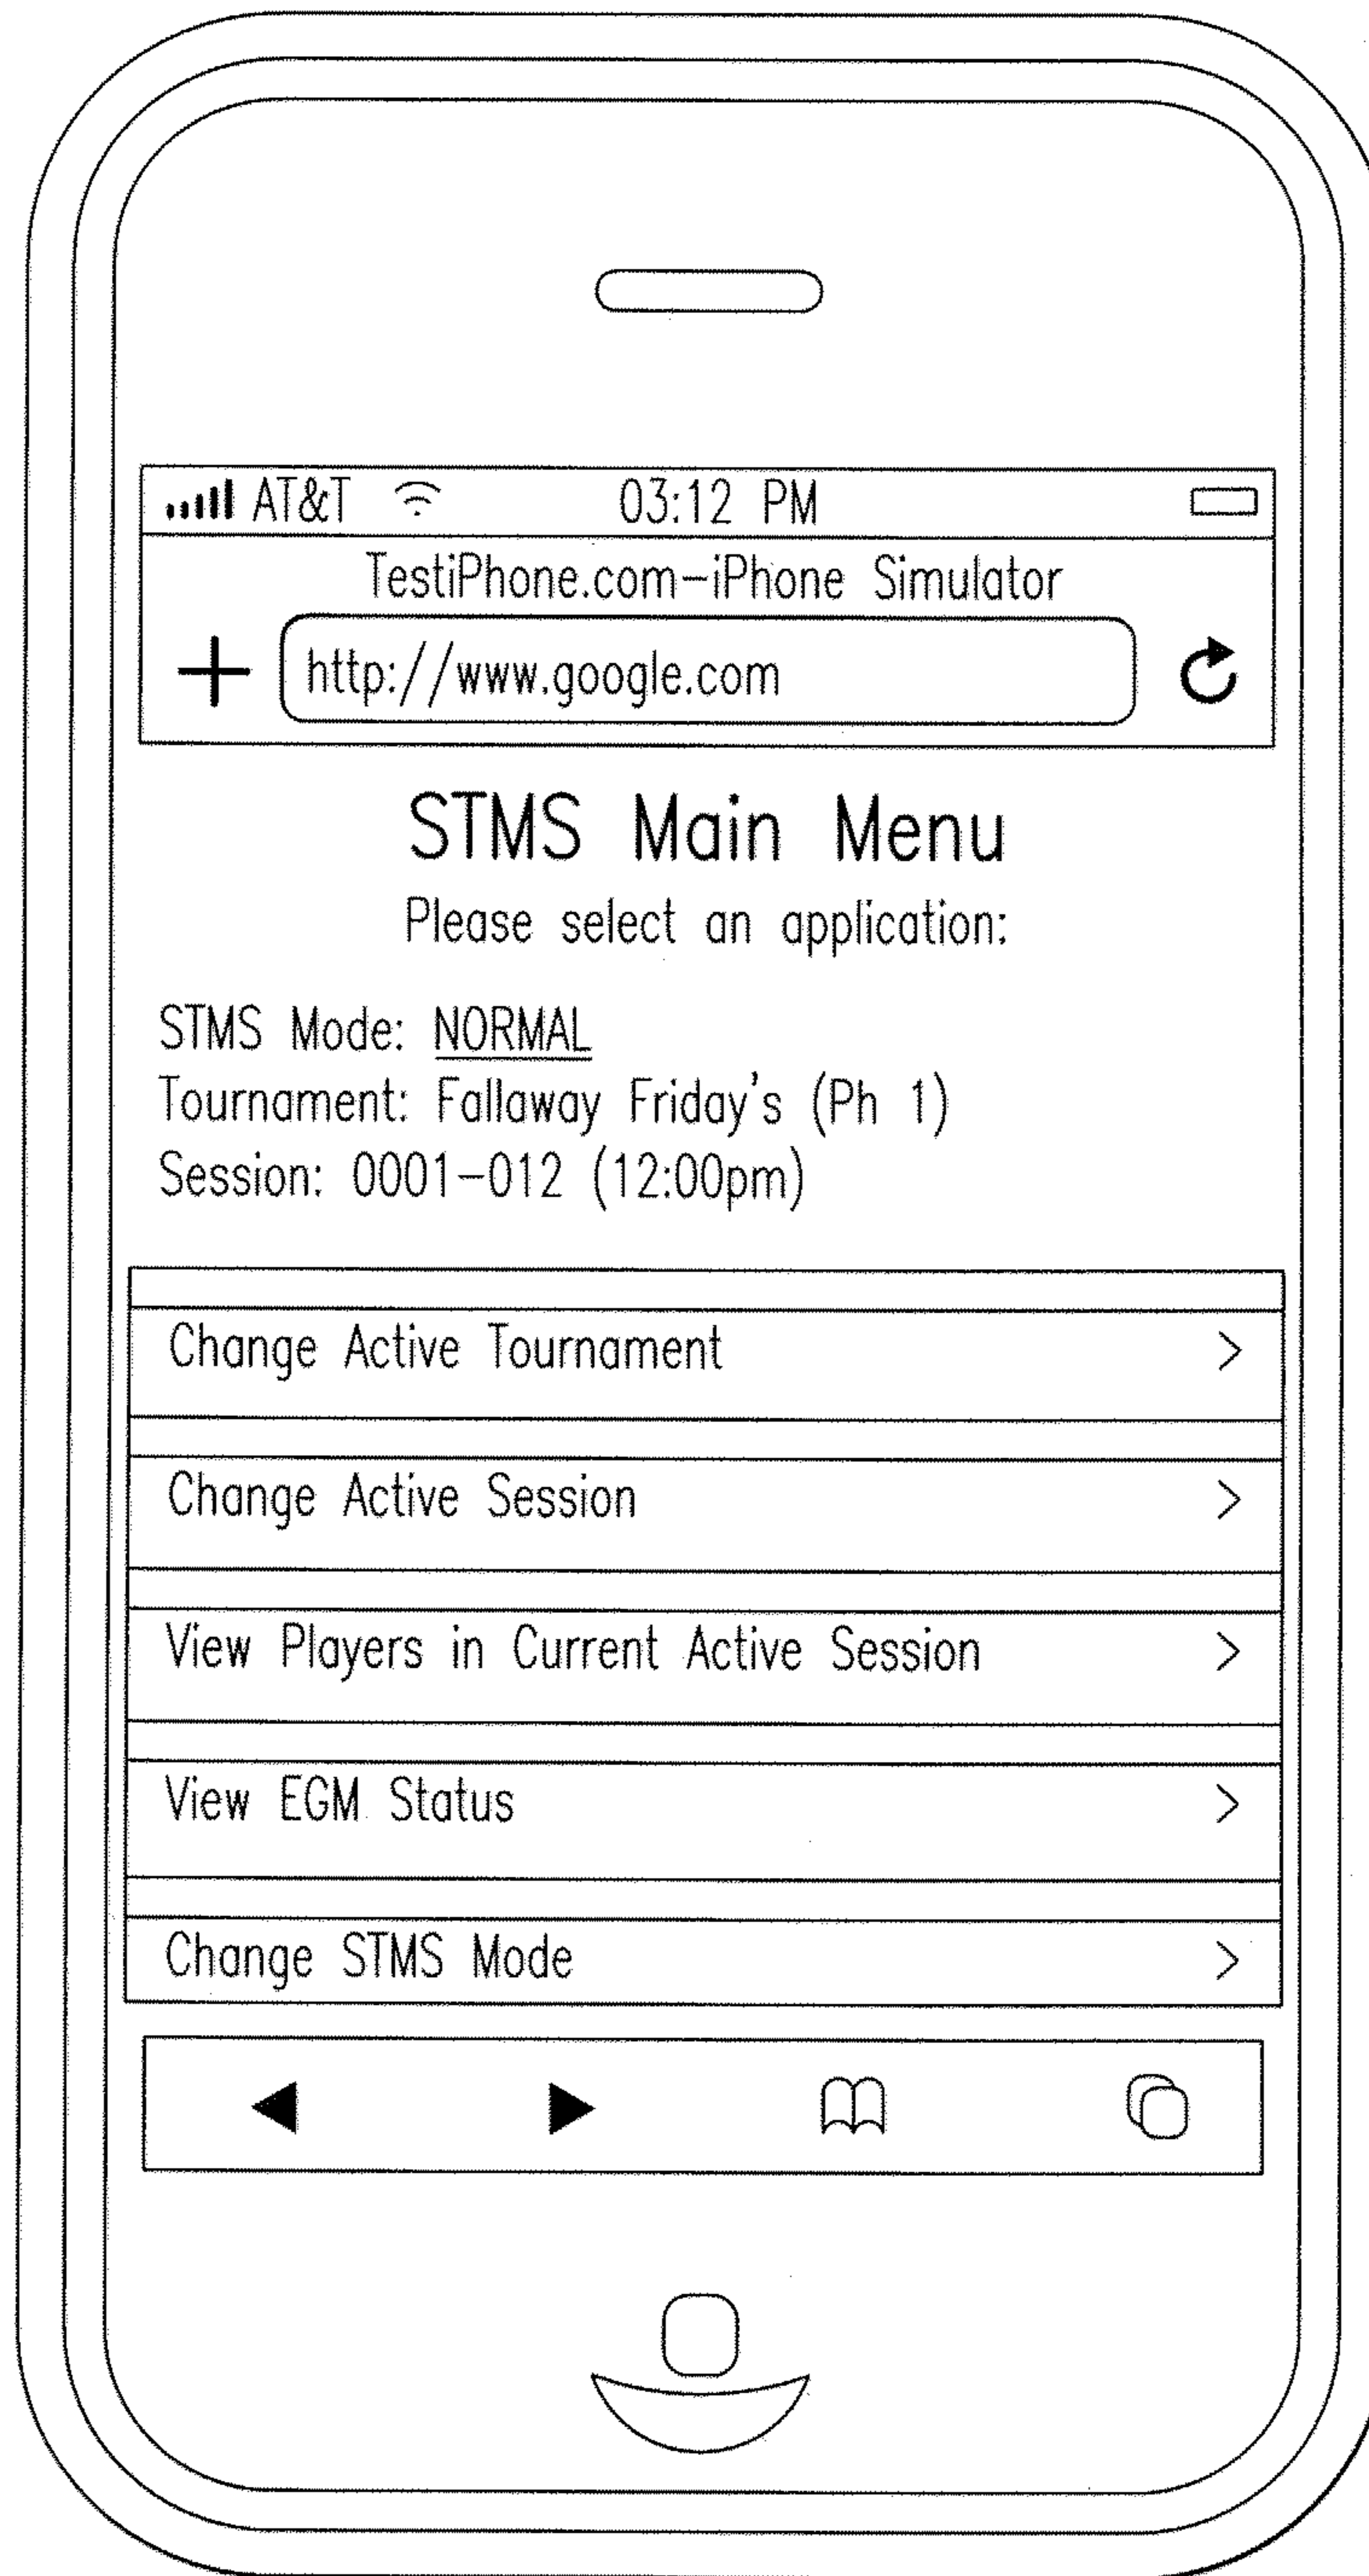 AT&T 03:12 PM
TestiPhone.com-iPhone Simulator
http://www.google.com
STMS Main Menu
Please select an application:
STMS Mode: NORMAL
Tournament: Fallaway Friday's (Ph 1)
Session: 0001-012 (12:00pm)
Change Active Tournament >
Change Active Session >
View Players in Current Active Session >
View EGM Status >
Change STMS Mode >